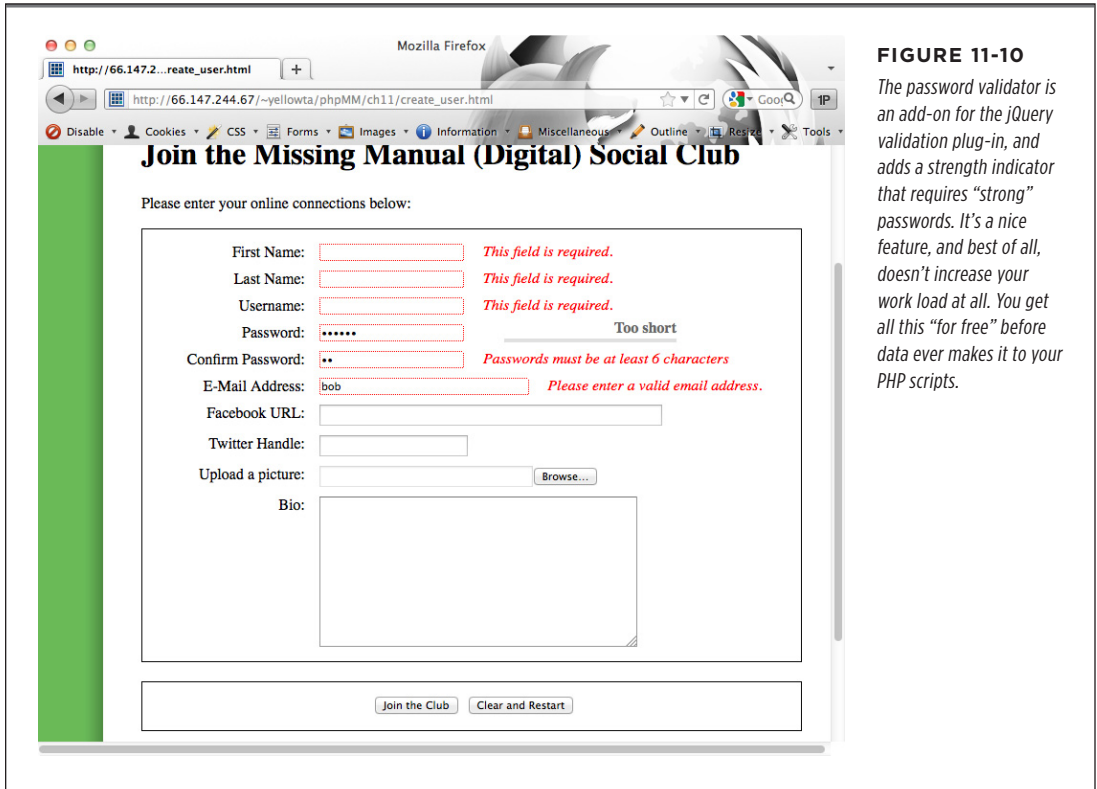 Mozilla Firefox
http://66.147.2...reate_user.html
+
http://66.147.244.67/~yellowta/phpMM/ch11/create_user.html
Goog
1P
Disable Cookies CSS Forms Images Information Miscellaneous Outline Resize Tools
Join the Missing Manual (Digital) Social Club
Please enter your online connections below:
First Name: This field is required.
Last Name: This field is required.
Username: This field is required.
Password: •••••• Too short
Confirm Password: •• Passwords must be at least 6 characters
E-Mail Address: bob Please enter a valid email address.
Facebook URL:
Twitter Handle:
Upload a picture: Browse...
Bio:
Join the Club Clear and Restart
FIGURE 11-10
The password validator is
an add-on for the jQuery
validation plug-in, and
adds a strength indicator
that requires “strong”
passwords. It’s a nice
feature, and best of all,
doesn’t increase your
work load at all. You get
all this “for free” before
data ever makes it to your
PHP scripts.